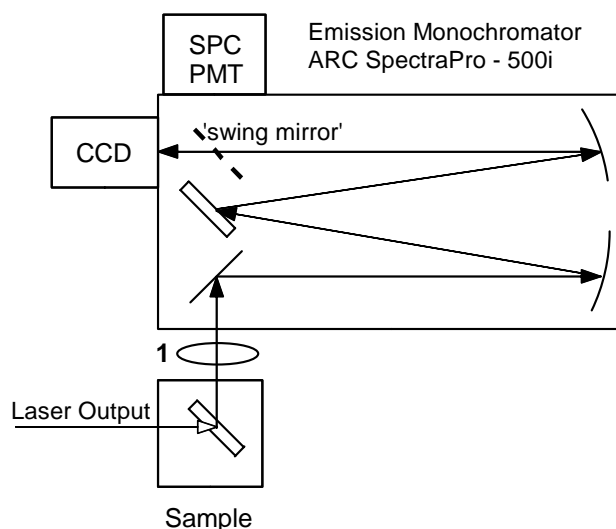 SPC
PMT
Emission Monochromator
ARC SpectraPro - 500i
CCD
'swing mirror'
1
Laser Output
Sample